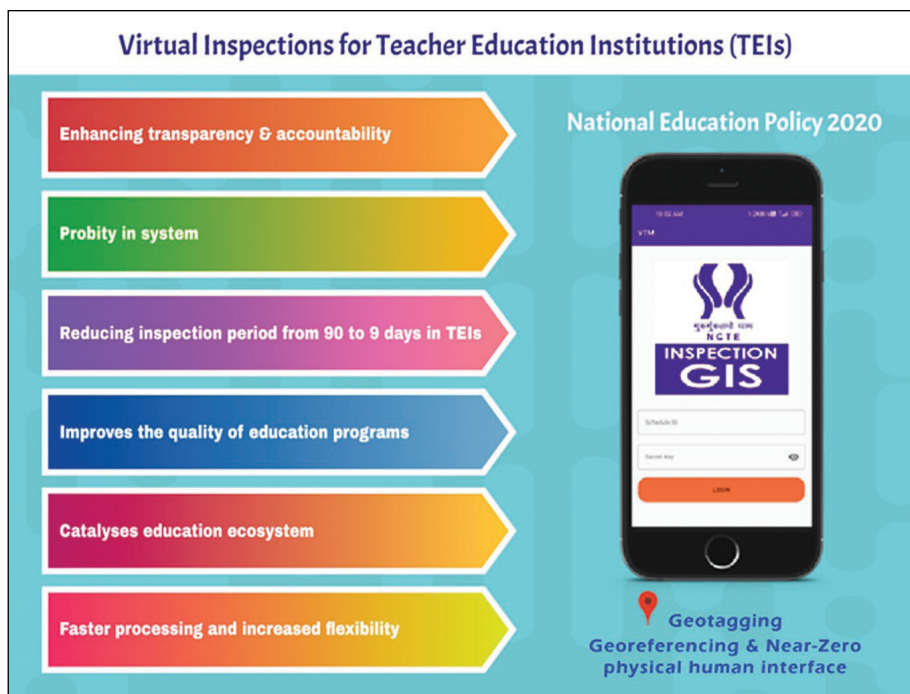 Virtual Inspections for Teacher Education Institutions (TEIs)
Enhancing transparency & accountability
Probity in system
Reducing inspection period from 90 to 9 days in TEIs
Improves the quality of education programs
Catalyses education ecosystem
Faster processing and increased flexibility
National Education Policy 2020
10:02 AM
VTM
NCTE
INSPECTION
GIS
Schedule ID
Secret Key
LOGIN
Geotagging
Georeferencing & Near-Zero
physical human interface